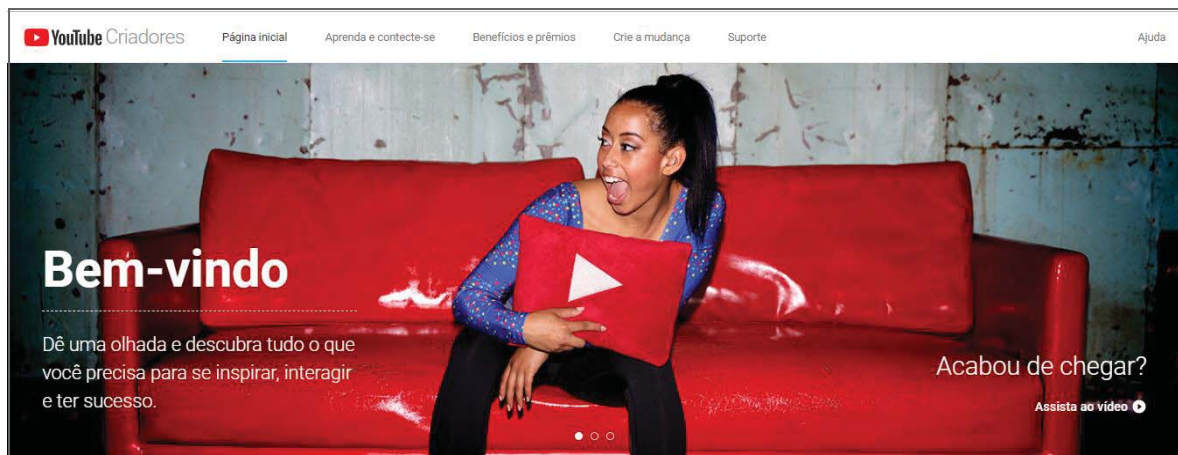 YouTube Criadores Página inicial Aprenda e contecte-se Benefícios e prêmios Crie a mudança Suporte Ajuda
Bem-vindo
Dê uma olhada e descubra tudo o que
você precisa para se inspirar, interagir
e ter sucesso.
Acabou de chegar?
Assista ao vídeo